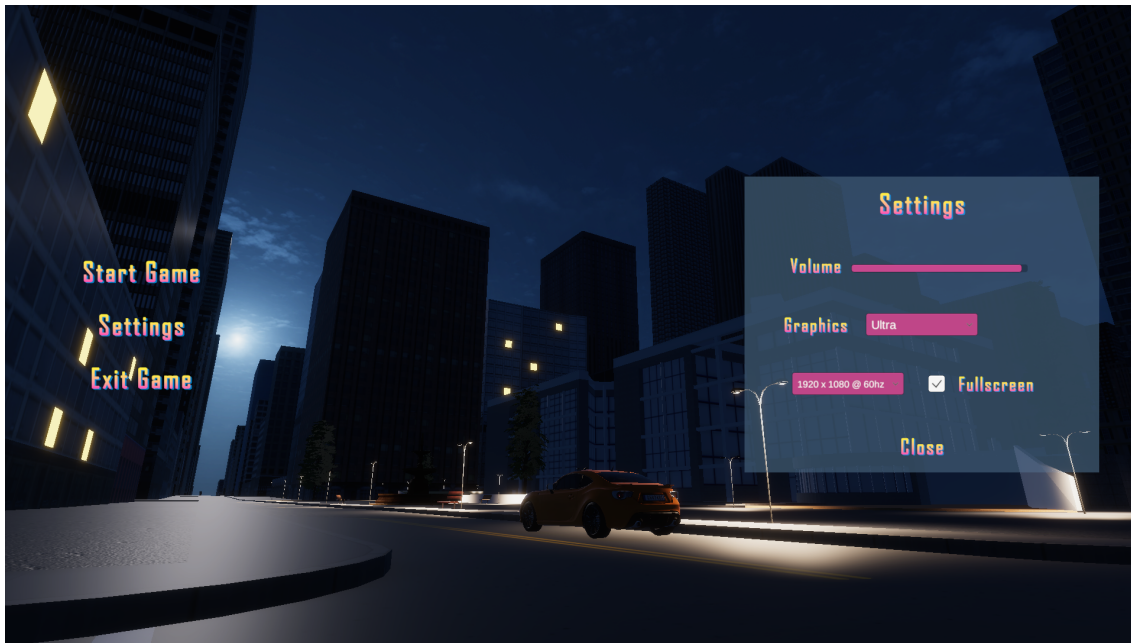 Start Game
Settings
Exit Game
Settings
Volume
Graphics Ultra
1920 x 1080 @ 60hz Fullscreen
Close